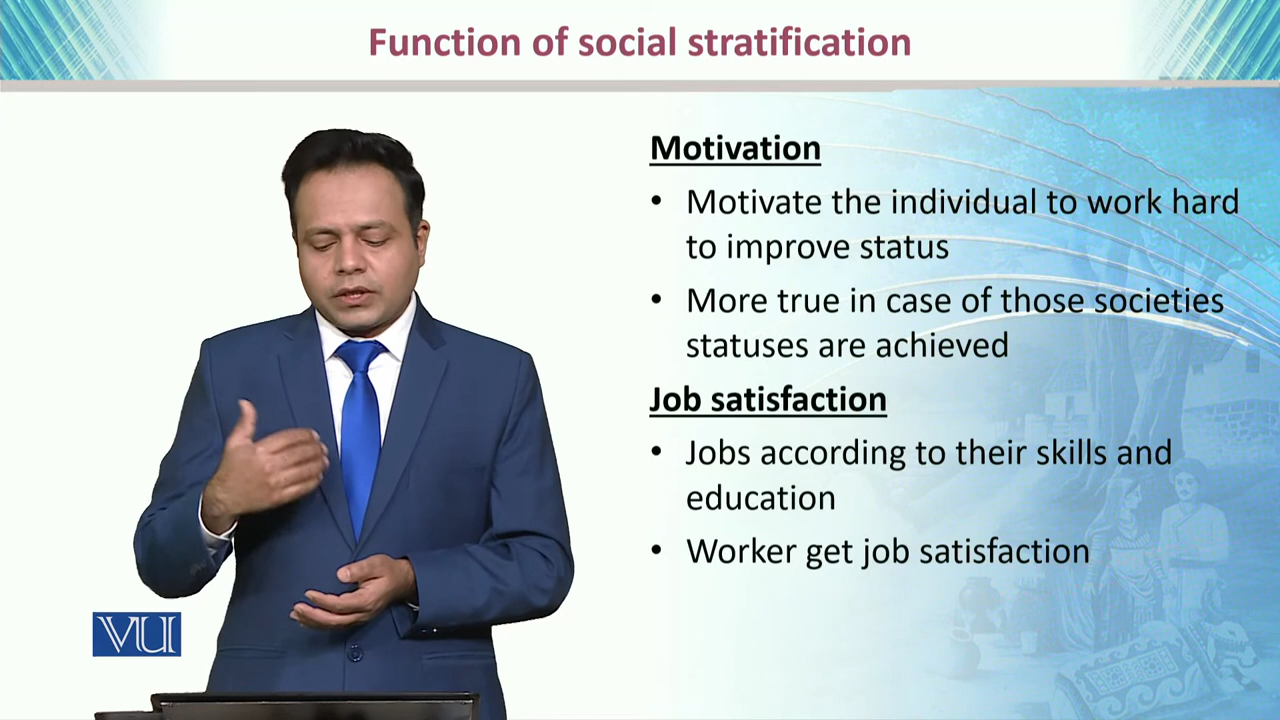 Function of social stratification
Motivation
• Motivate the individual to work hard
to improve status
• More true in case of those societies
statuses are achieved
Job satisfaction
• Jobs according to their skills and
education
• Worker get job satisfaction
VU